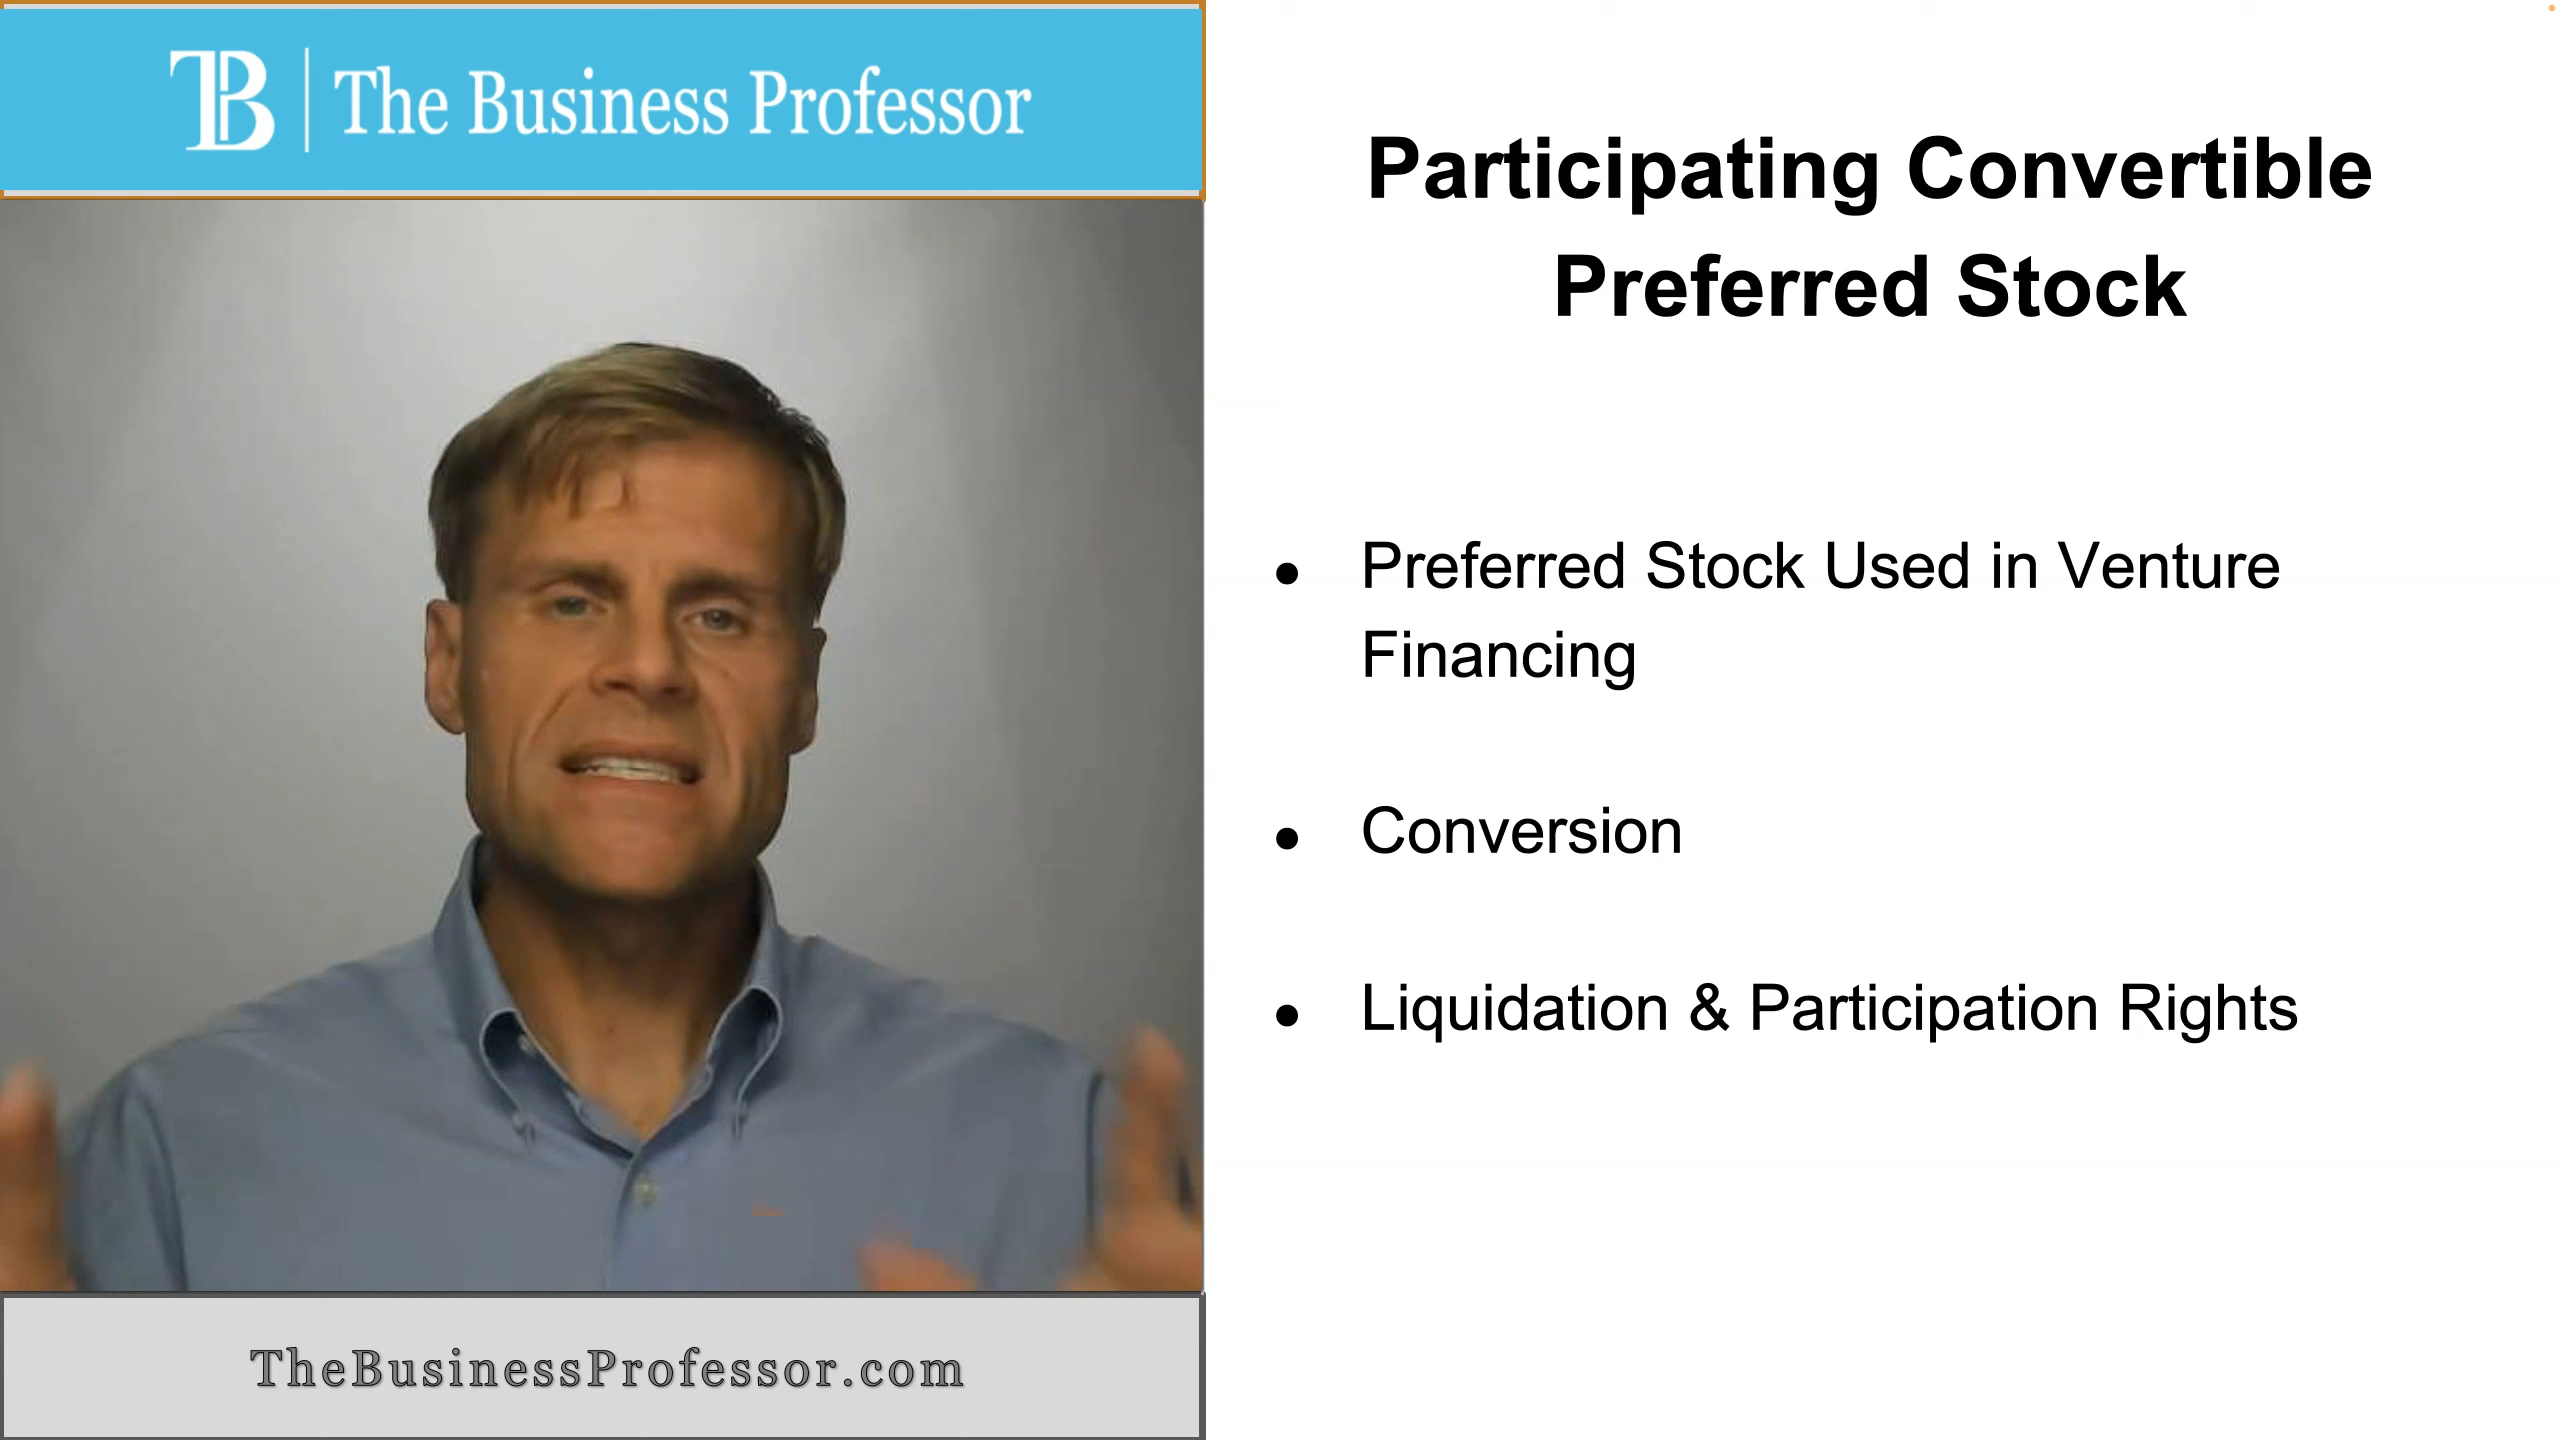 TB The Business Professor
Participating Convertible
Preferred Stock
● Preferred Stock Used in Venture
Financing
● Conversion
● Liquidation & Participation Rights
TheBusinessProfessor.com